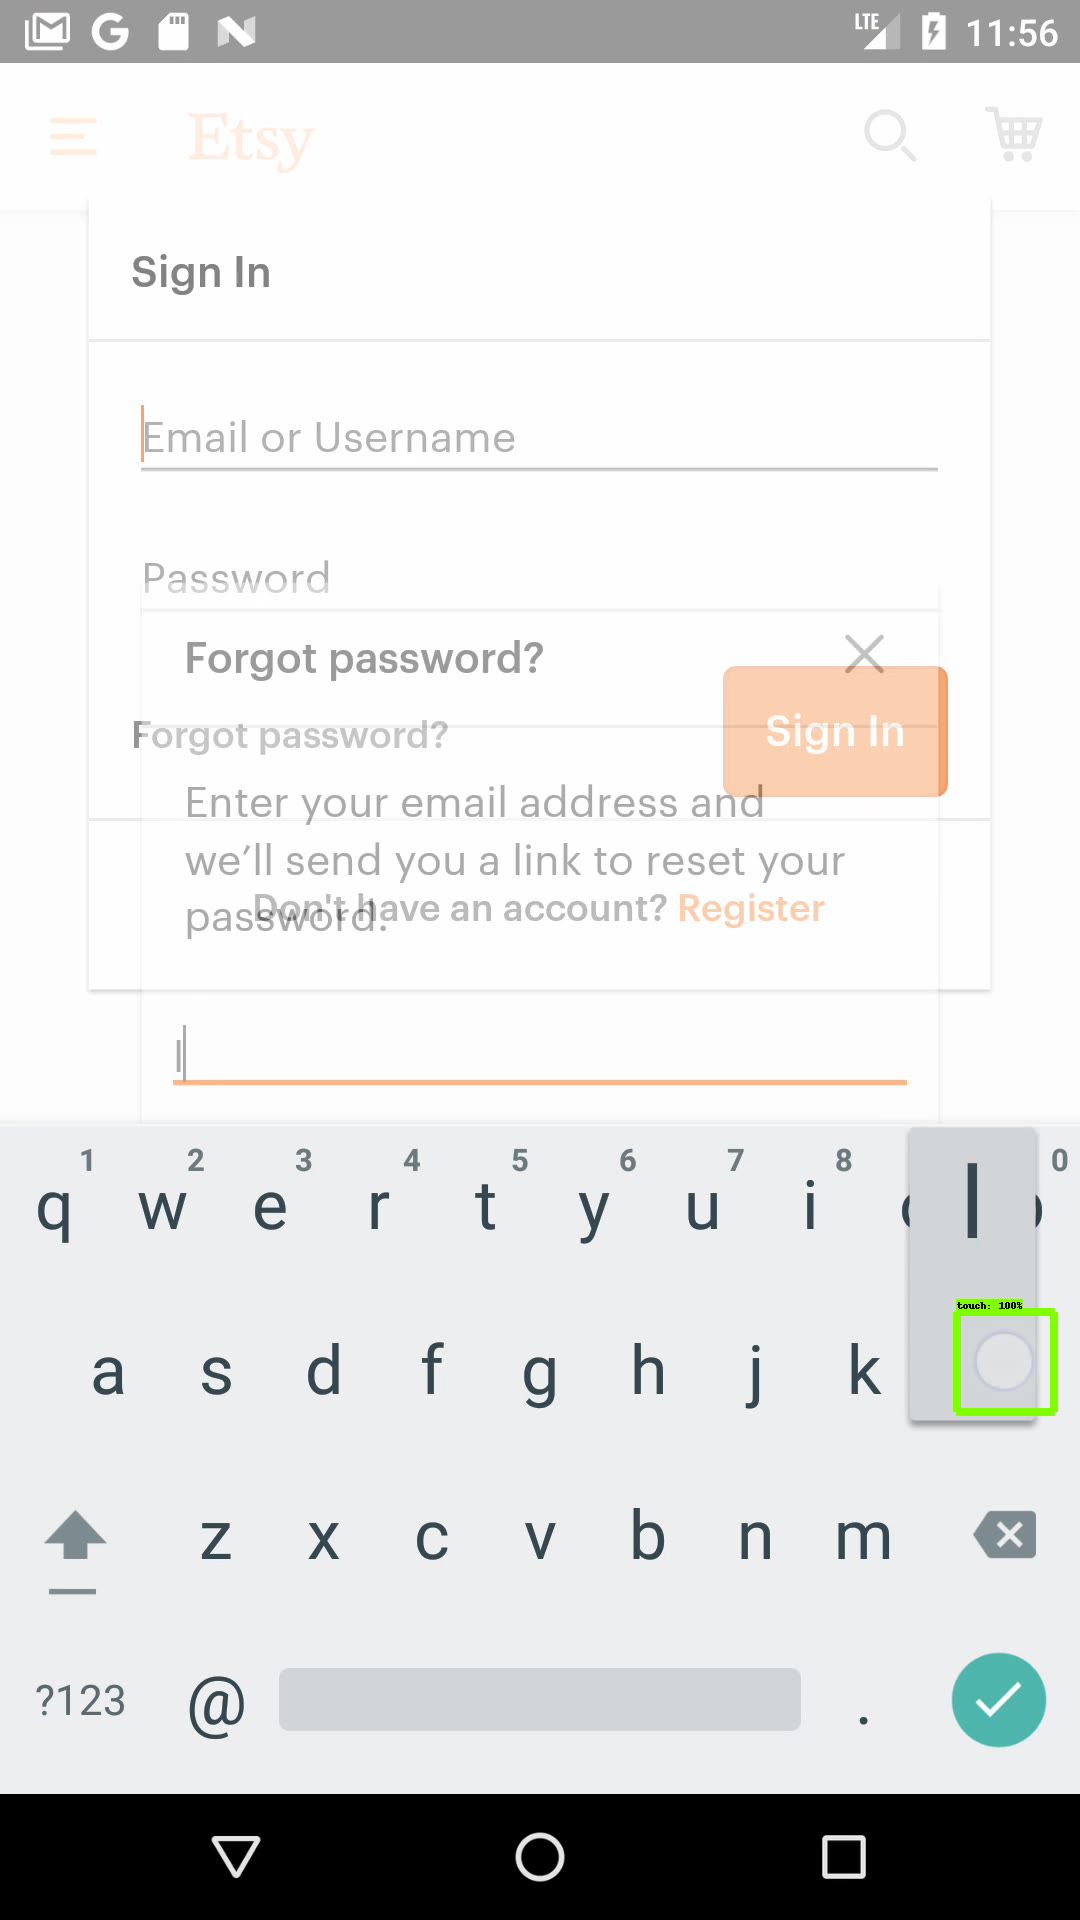 LTE 11:56
Etsy
Sign In
Email or Username
Password
Forgot password?
Forgot password?
Sign In
Enter your email address and
we’ll send you a link to reset your
password.
Don't have an account? Register
l
1 2 3 4 5 6 7 8 0
q w e r t y u i l
touch: 100%
a s d f g h j k
z x c v b n m
?123 @ .